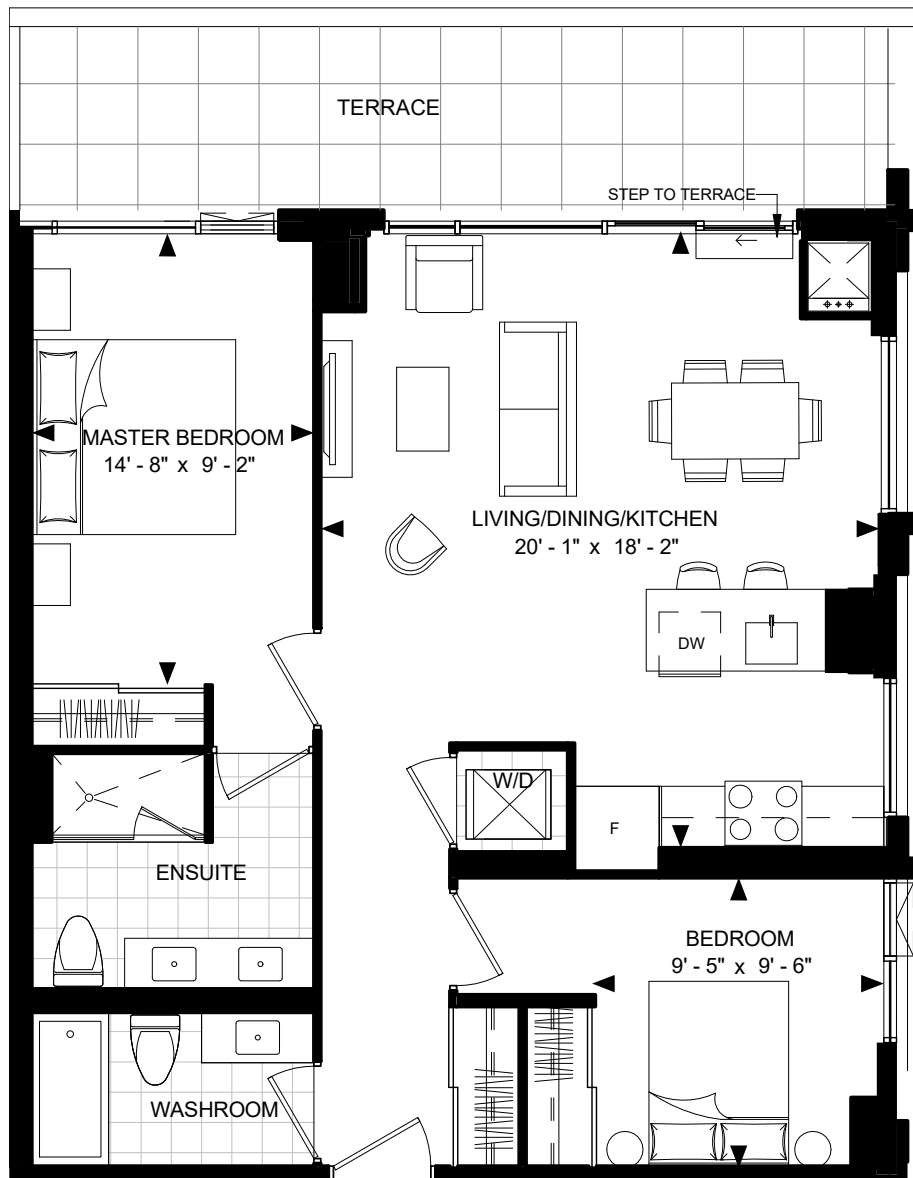 TERRACE
STEP TO TERRACE
MASTER BEDROOM
14' - 8" x 9' - 2"
LIVING/DINING/KITCHEN
20' - 1" x 18' - 2"
DW
W/D
F
ENSUITE
BEDROOM
9' - 5" x 9' - 6"
WASHROOM